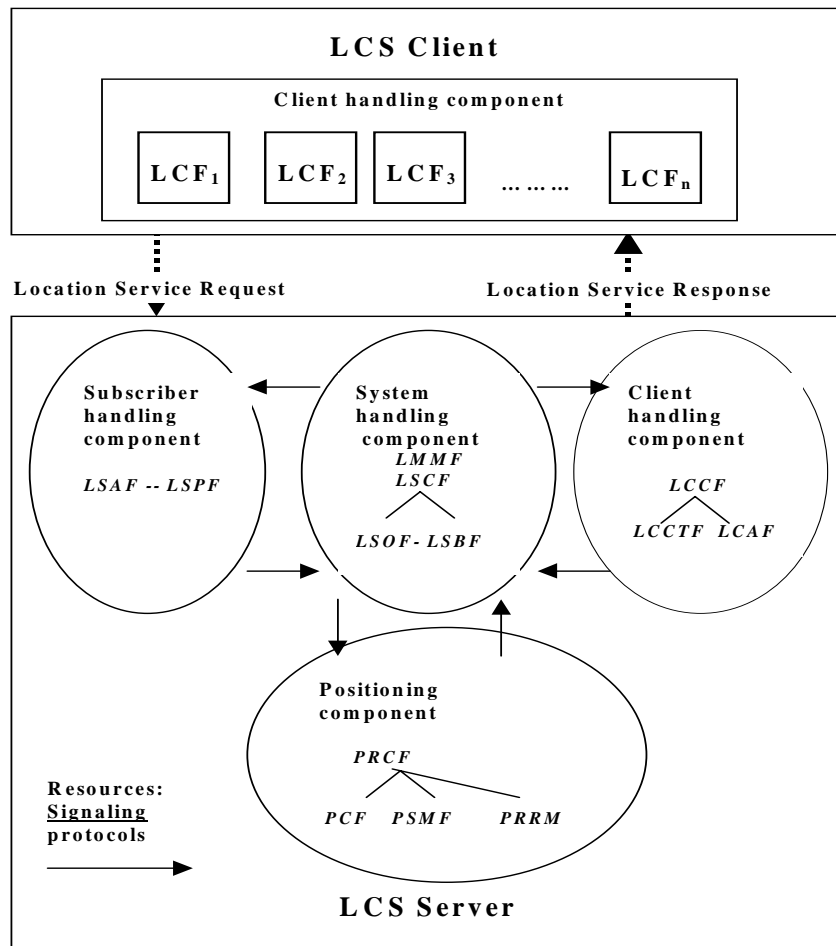 LCS Client
Client handling component
LCF1 LCF2 LCF3 ... ... ... LCFn
Location Service Request
Location Service Response
Subscriber
handling
component
LSAF -- LSPF
System
handling
component
LMMF
LSCF
LSOF - LSBF
Client
handling
component
LCCF
LCCTF LCAF
Positioning
component
PRCF
PCF PSMF PRRM
Resources:
Signaling
protocols
LCS Server